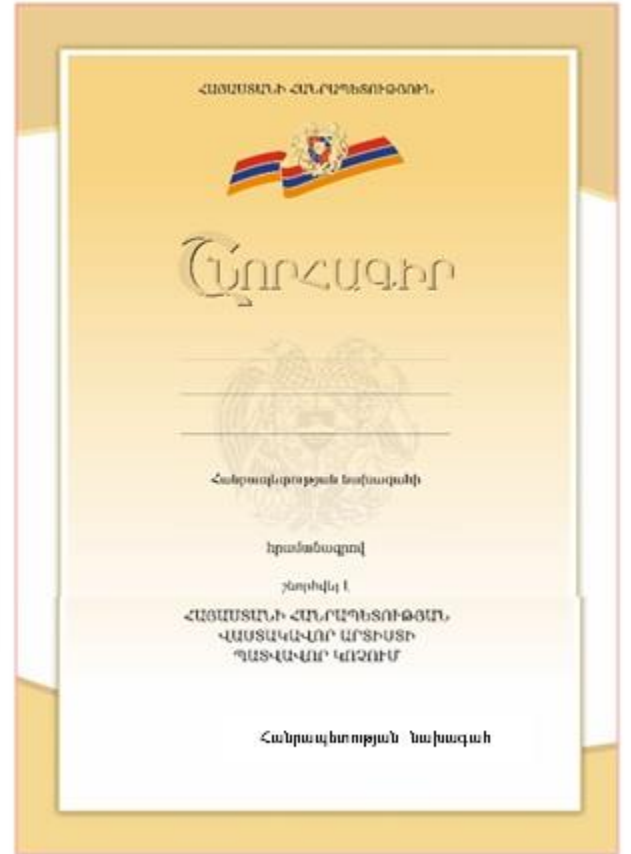 ՀԱՅԱՍՏԱՆԻ ՀԱՆՐԱՊԵՏՈՒԹՅՈՒՆ
Շնորհագիր
Հանրապետության նախագահի
հրամանագրով
շնորհվել է
ՀԱՅԱՍՏԱՆԻ ՀԱՆՐԱՊԵՏՈՒԹՅԱՆ
ՎԱՍՏԱԿԱՎՈՐ ԱՐՏԻՍՏԻ
ՊԱՏՎԱՎՈՐ ԿՈՉՈՒՄ
Հանրապետության նախագահ